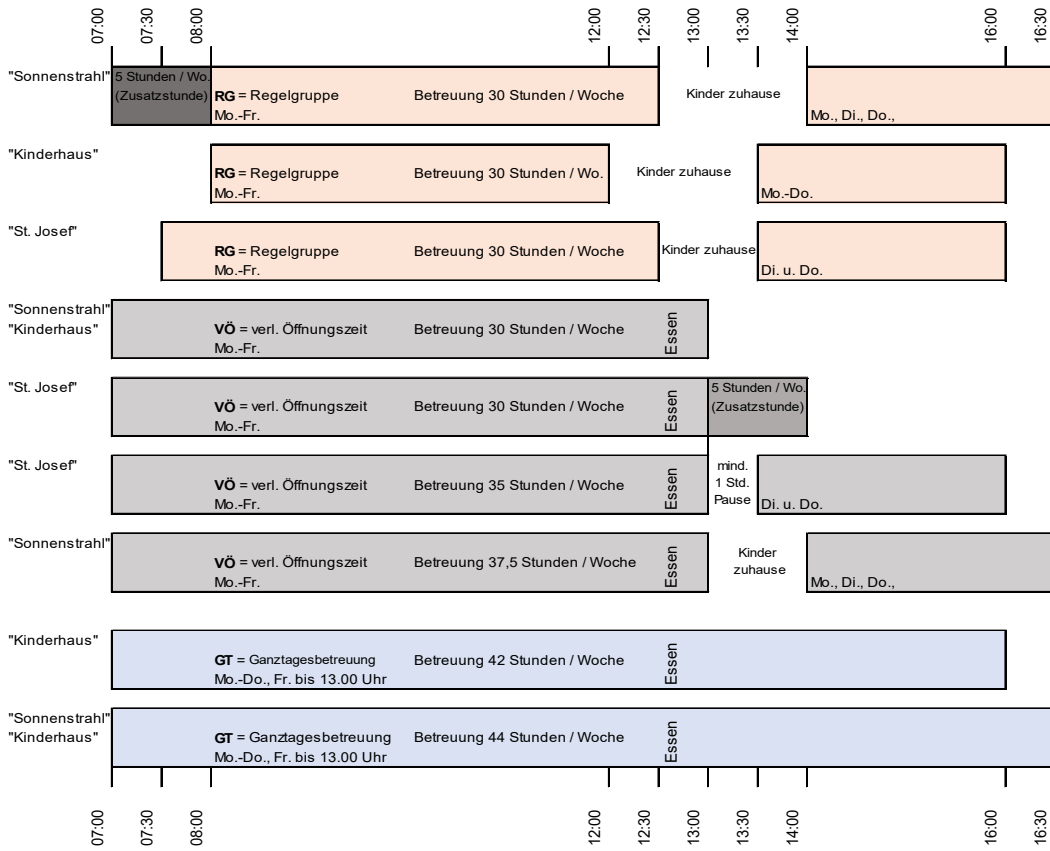 07:00
07:30
08:00
12:00
12:30
13:00
13:30
14:00
16:00
16:30
"Sonnenstrahl"
5 Stunden / Wo.
(Zusatzstunde)
RG = Regelgruppe Betreuung 30 Stunden / Woche
Mo.-Fr.
Kinder zuhause
Mo., Di., Do.,
"Kinderhaus"
RG = Regelgruppe Betreuung 30 Stunden / Wo.
Mo.-Fr.
Kinder zuhause
Mo.-Do.
"St. Josef"
RG = Regelgruppe Betreuung 30 Stunden / Woche
Mo.-Fr.
Kinder zuhause
Di. u. Do.
"Sonnenstrahl"
"Kinderhaus"
VÖ = verl. Öffnungszeit Betreuung 30 Stunden / Woche
Mo.-Fr.
Essen
"St. Josef"
VÖ = verl. Öffnungszeit Betreuung 30 Stunden / Woche
Mo.-Fr.
Essen
5 Stunden / Wo.
(Zusatzstunde)
"St. Josef"
VÖ = verl. Öffnungszeit Betreuung 35 Stunden / Woche
Mo.-Fr.
Essen
mind.
1 Std.
Pause
Di. u. Do.
"Sonnenstrahl"
VÖ = verl. Öffnungszeit Betreuung 37,5 Stunden / Woche
Mo.-Fr.
Essen
Kinder
zuhause
Mo., Di., Do.,
"Kinderhaus"
GT = Ganztagesbetreuung Betreuung 42 Stunden / Woche
Mo.-Do., Fr. bis 13.00 Uhr
Essen
"Sonnenstrahl"
"Kinderhaus"
GT = Ganztagesbetreuung Betreuung 44 Stunden / Woche
Mo.-Do., Fr. bis 13.00 Uhr
Essen
07:00
07:30
08:00
12:00
12:30
13:00
13:30
14:00
16:00
16:30